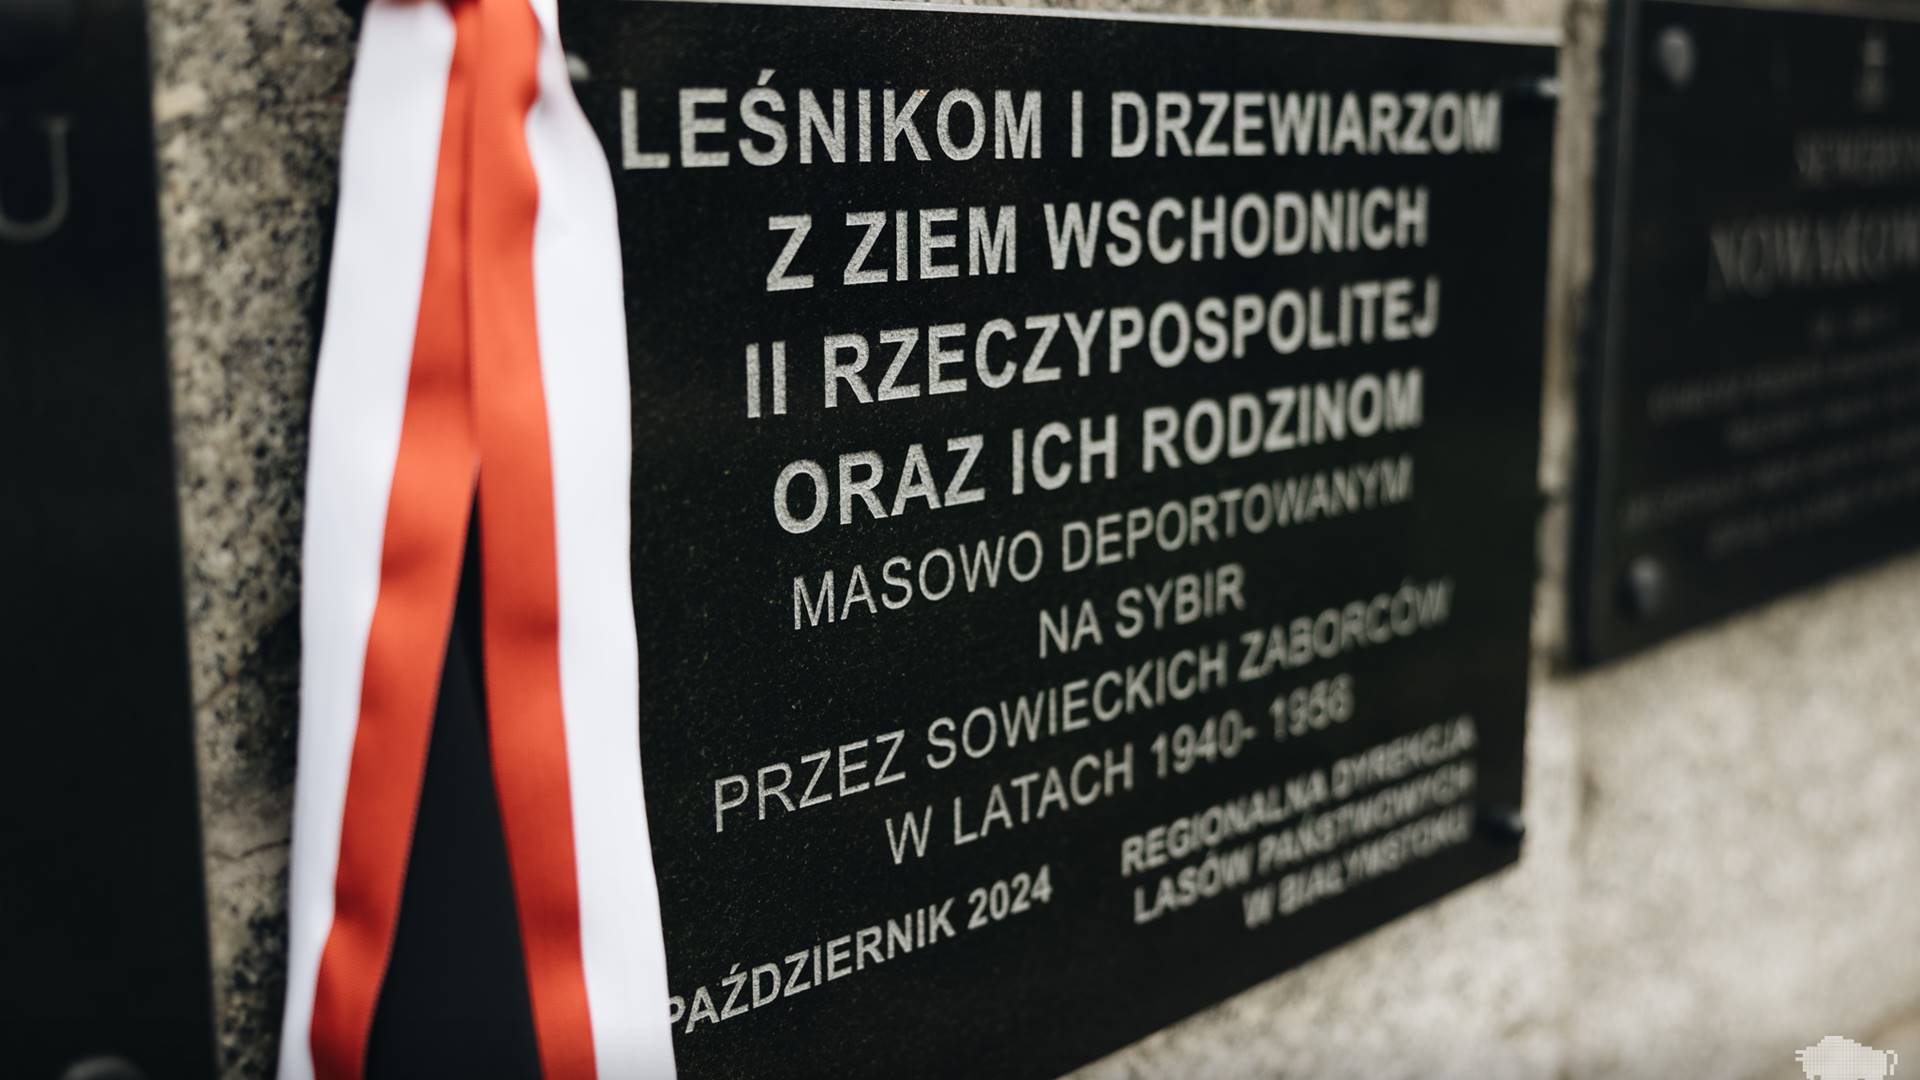 LEŚNIKOM I DRZEWIARZOM
Z ZIEM WSCHODNICH
II RZECZYPOSPOLITEJ
ORAZ ICH RODZINOM
MASOWO DEPORTOWANYM
NA SYBIR
PRZEZ SOWIECKICH ZABORCÓW
W LATACH 1940- 1956
REGIONALNA DYREKCJA
LASÓW PAŃSTWOWYCH
W BIAŁYMSTOKU
PAŹDZIERNIK 2024
U